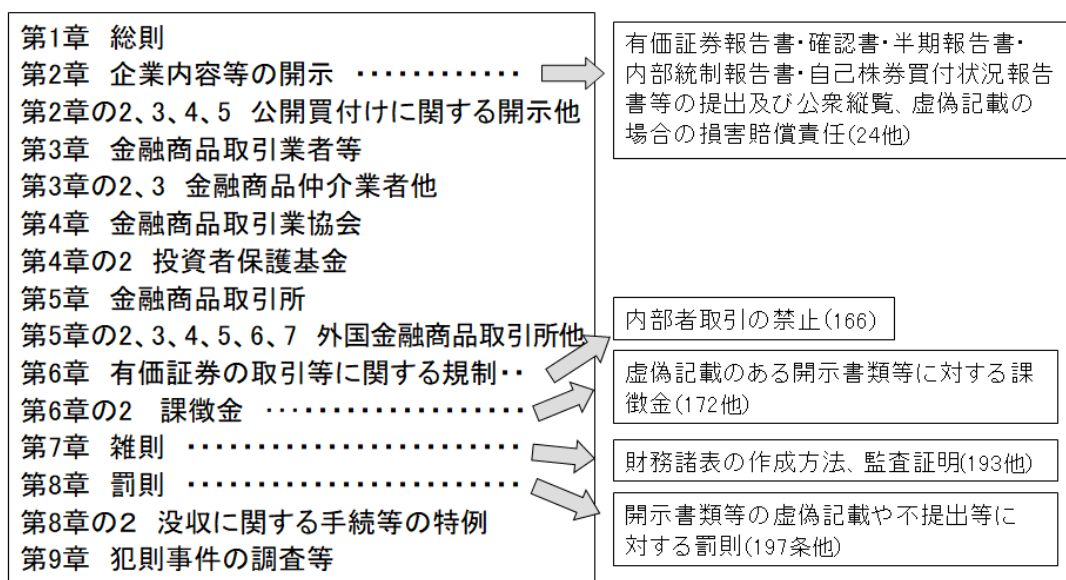 第1章 総則
第2章 企業内容等の開示 ‥‥‥‥‥‥
第2章の2、3、4、5 公開買付けに関する開示他
第3章 金融商品取引業者等
第3章の2、3 金融商品仲介業者他
第4章 金融商品取引業協会
第4章の2 投資者保護基金
第5章 金融商品取引所
第5章の2、3、4、5、6、7 外国金融商品取引所他
第6章 有価証券の取引等に関する規制‥
第6章の2 課徴金 ‥‥‥‥‥‥‥‥‥‥
第7章 雑則 ‥‥‥‥‥‥‥‥‥‥‥‥
第8章 罰則 ‥‥‥‥‥‥‥‥‥‥‥‥
第8章の2 没収に関する手続等の特例
第9章 犯則事件の調査等
有価証券報告書・確認書・半期報告書・
内部統制報告書・自己株券買付状況報告
書等の提出及び公衆縦覧、虚偽記載の
場合の損害賠償責任(24他)
内部者取引の禁止(166)
虚偽記載のある開示書類等に対する課
徴金(172他)
財務諸表の作成方法、監査証明(193他)
開示書類等の虚偽記載や不提出等に
対する罰則(197条他)